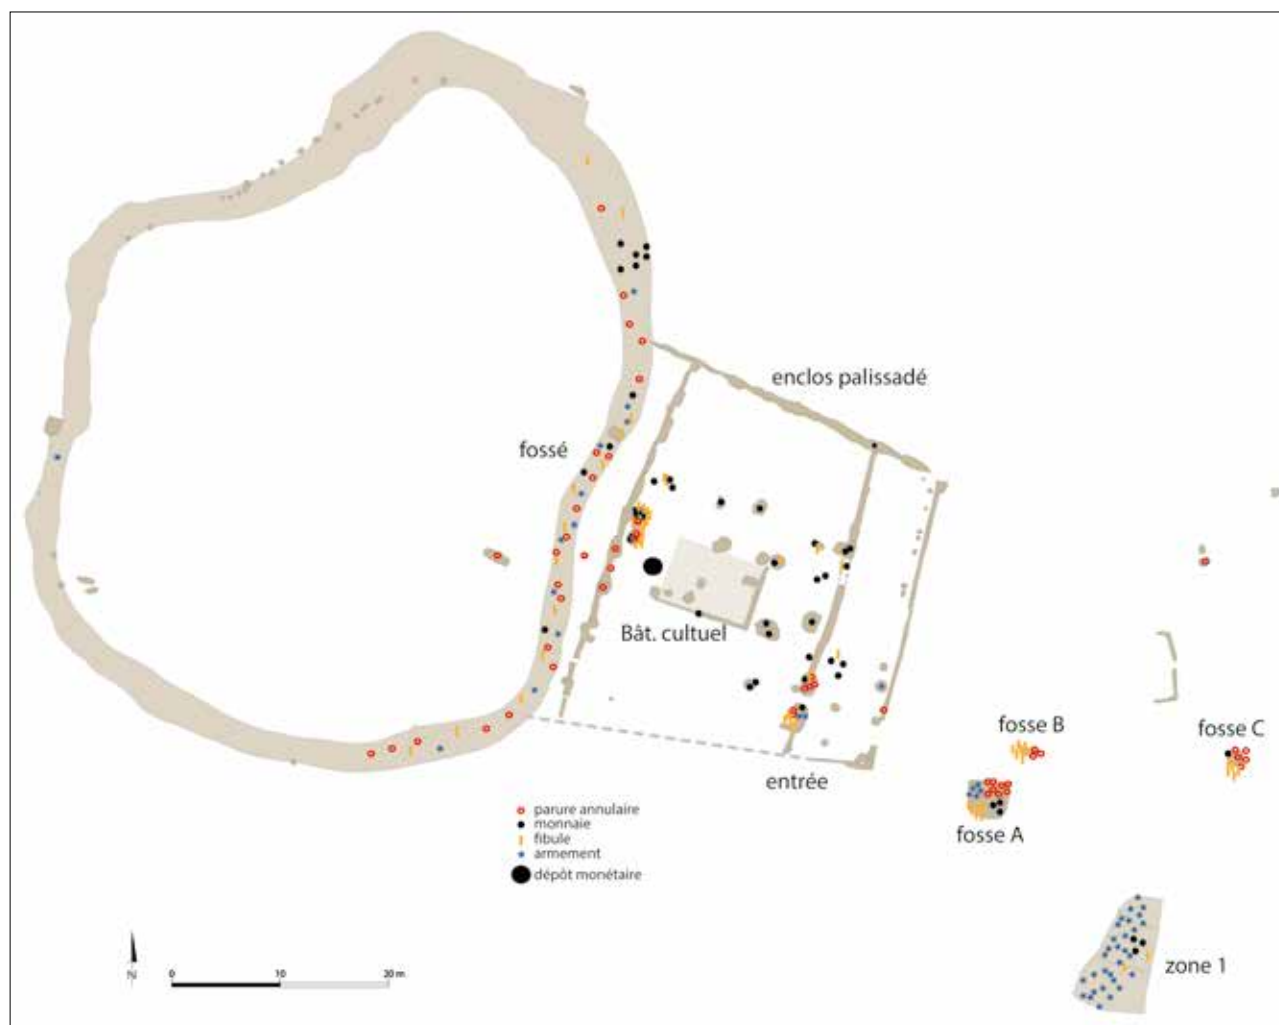 enclos palissadé
fossé
Bât. cultuel
fosse B
fosse C
entrée
fosse A
parure annulaire
monnaie
fibule
armement
dépôt monétaire
zone 1
N
0 10 20 m